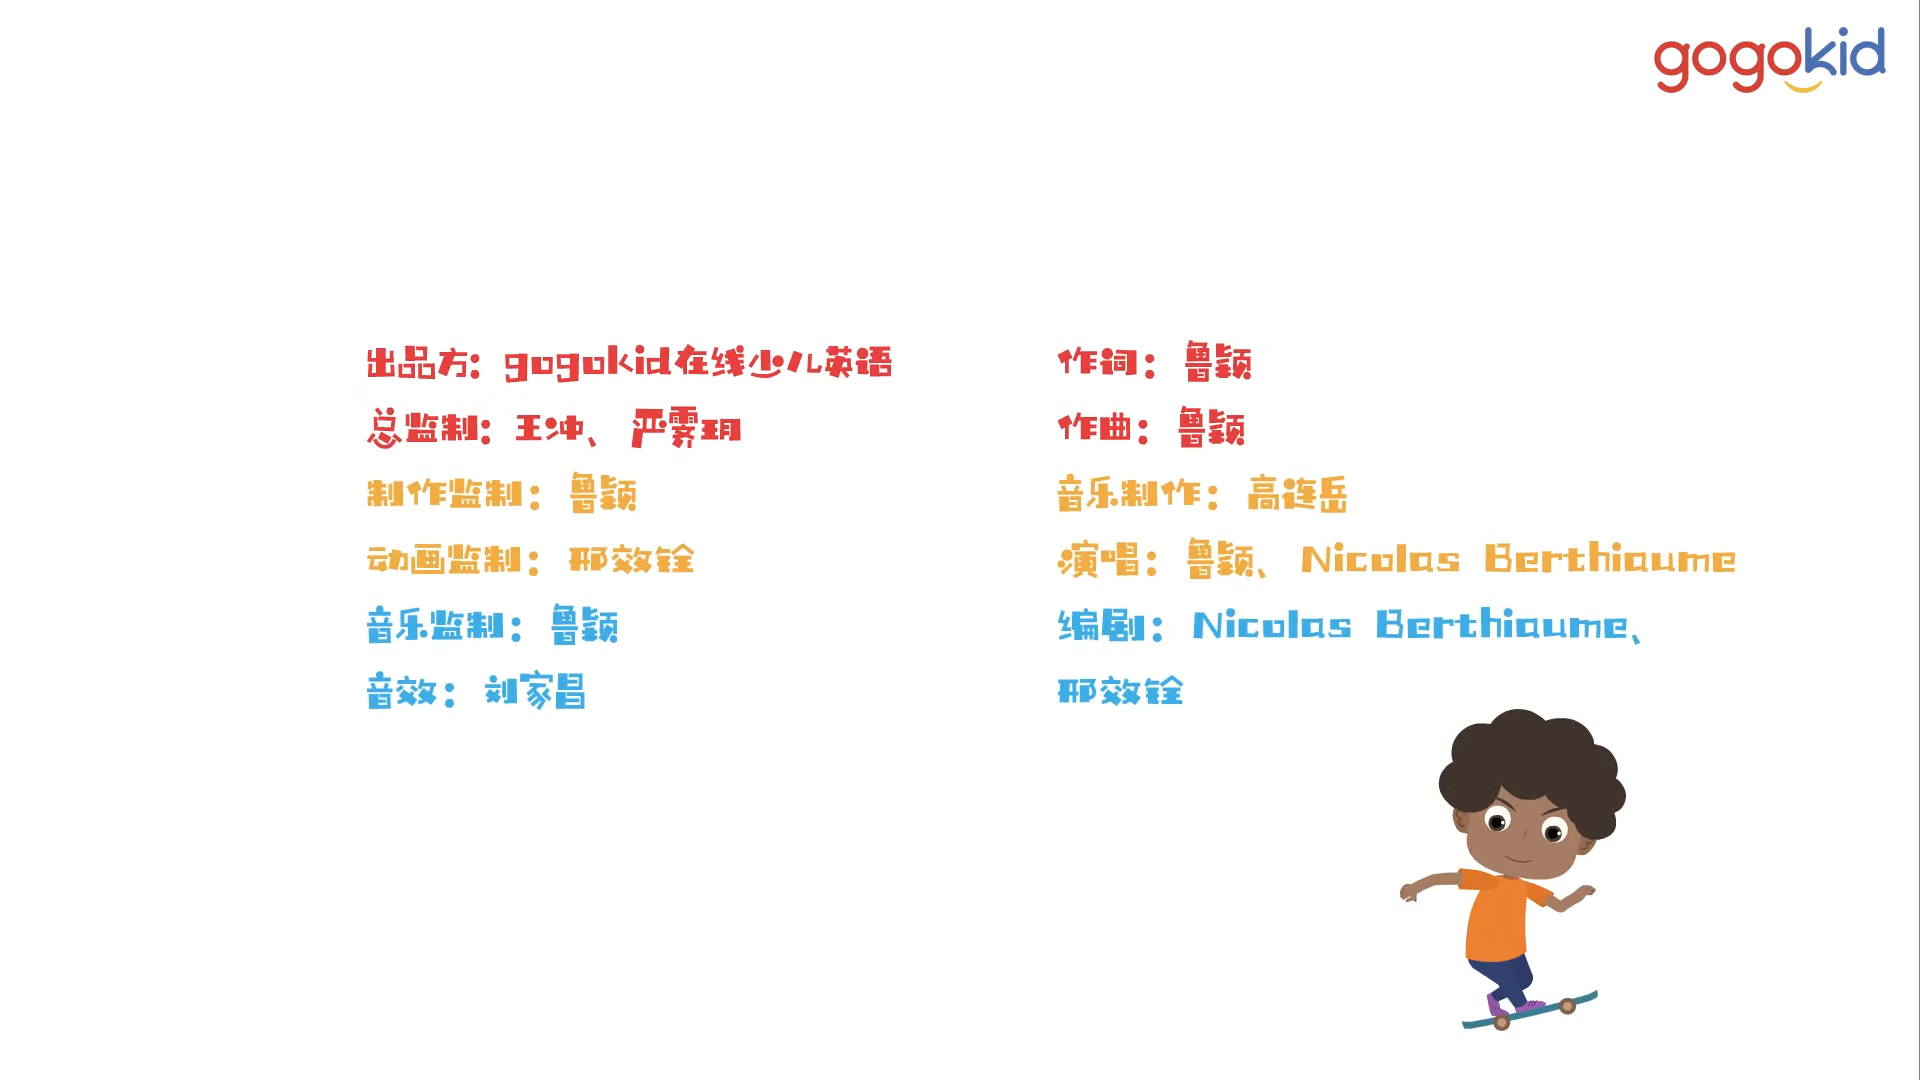 gogokid
出品方：gogokid在线少儿英语
总监制：王冲、严雳玥
制作监制：鲁颖
动画监制：邢效铨
音乐监制：鲁颖
音效：刘家昌
作词：鲁颖
作曲：鲁颖
音乐制作：高连岳
演唱：鲁颖、Nicolas Berthiaume
编剧：Nicolas Berthiaume、
邢效铨